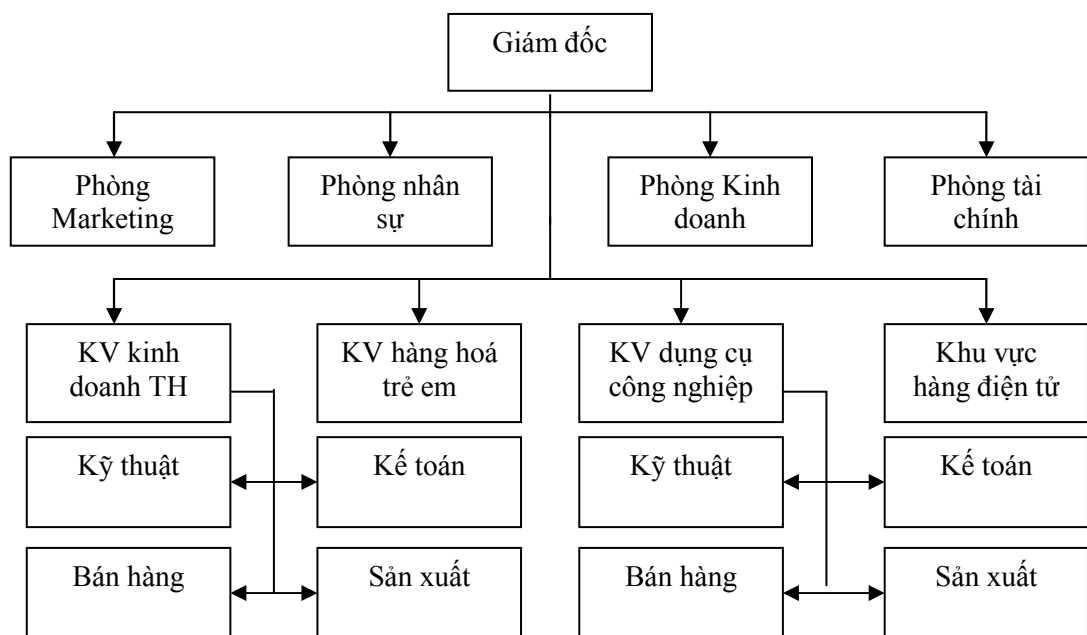 Giám đốc
Phòng
Marketing
Phòng nhân
sự
Phòng Kinh
doanh
Phòng tài
chính
KV kinh
doanh TH
KV hàng hoá
trẻ em
KV dụng cụ
công nghiệp
Khu vực
hàng điện tử
Kỹ thuật
Kế toán
Kỹ thuật
Kế toán
Bán hàng
Sản xuất
Bán hàng
Sản xuất